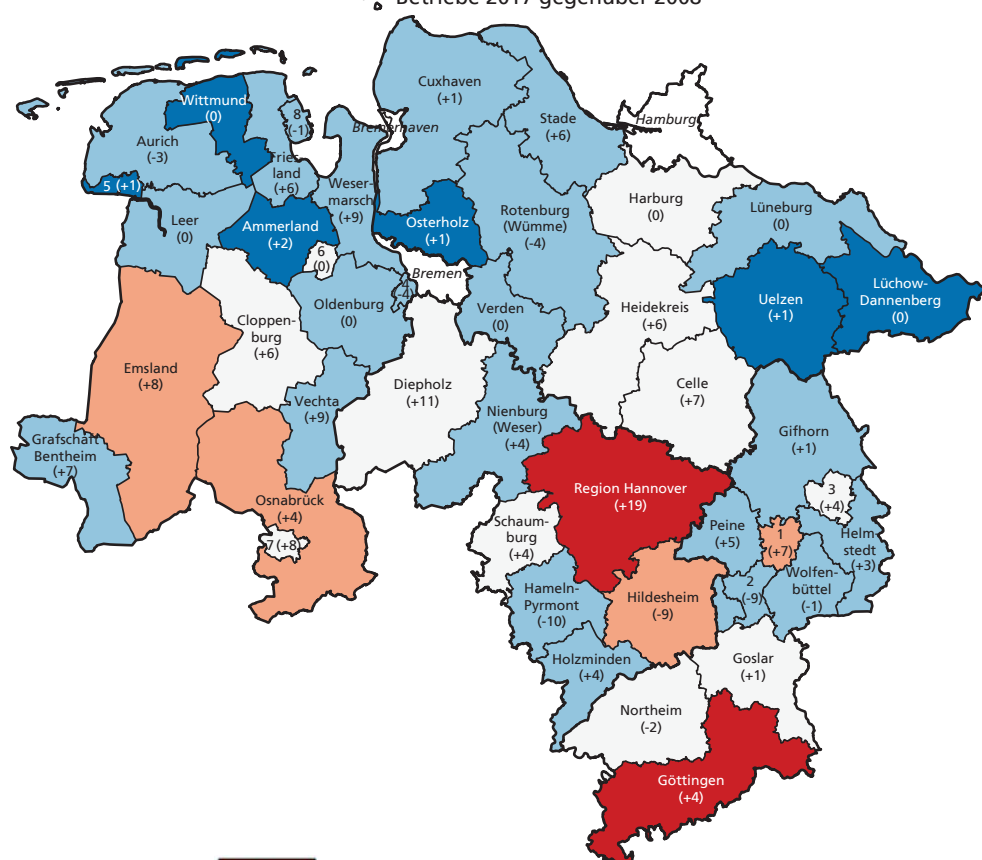 Betriebe 2017 gegenüber 2008
Cuxhaven
(+1)
Wittmund
(0)
8
(-1)
Bremerhaven
Stade
(+6)
Hamburg
Aurich
(-3)
Fries-
land
(+6)
5 (+1)
Weser-
marsch
(+9)
Harburg
(0)
Leer
(0)
Ammerland
(+2)
Osterholz
(+1)
Rotenburg
(Wümme)
(-4)
Lüneburg
(0)
6
(0)
Bremen
4
(-4)
Oldenburg
(0)
Verden
(0)
Heidekreis
(+6)
Uelzen
(+1)
Lüchow-
Dannenberg
(0)
Cloppen-
burg
(+6)
Emsland
(+8)
Vechta
(+9)
Diepholz
(+11)
Celle
(+7)
Nienburg
(Weser)
(+4)
Gifhorn
(+1)
Grafschaft
Bentheim
(+7)
Region Hannover
(+19)
3
(+4)
Osnabrück
(+4)
7 (+8)
Schaum-
burg
(+4)
Peine
(+5)
1
(+7)
Helm-
stedt
(+3)
Hameln-
Pyrmont
(-10)
Hildesheim
(-9)
2
(-9)
Wolfen-
büttel
(-1)
Holzminden
(+4)
Goslar
(+1)
Northeim
(-2)
Göttingen
(+4)